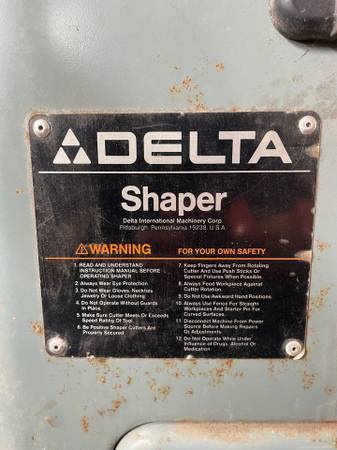 DELTA
Shaper
Delta International Machinery Corp.
Pittsburgh, Pennsylvania 15238, U.S.A.
WARNING
FOR YOUR OWN SAFETY
1. READ AND UNDERSTAND
INSTRUCTION MANUAL BEFORE
OPERATING SHAPER
2. Always Wear Eye Protection
3. Do Not Wear Gloves, Neckties,
Jewelry Or Loose Clothing
4. Do Not Operate Without Guards
In Place
5. Make Sure Cutter Meets Or Exceeds
Speed Rating Of Tool
6. Be Positive Shaper Cutters Are
Properly Secured
7. Keep Fingers Away From Rotating
Cutter And Use Push Sticks Or
Special Fixtures When Possible.
8. Always Feed Workpiece Against
Cutter Rotation.
9. Do Not Use Awkward Hand Positions.
10. Always Use Fence For Straight
Workpieces And Starter Pin For
Curved Surfaces.
11. Disconnect Machine From Power
Source Before Making Repairs
Or Adjustments.
12. Do Not Operate While Under
Influence of Drugs, Alcohol Or
Medication.